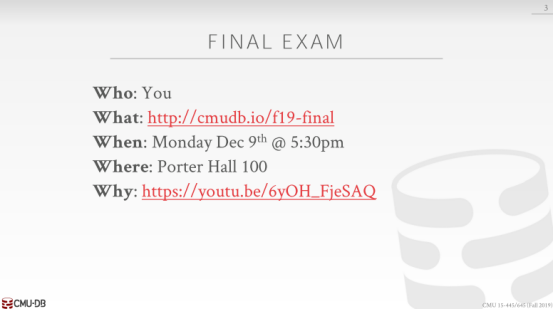 3
FINAL EXAM
Who: You
What: http://cmudb.io/f19-final
When: Monday Dec 9th @ 5:30pm
Where: Porter Hall 100
Why: https://youtu.be/6yOH_FjeSAQ
CMU-DB
CMU 15-445/645 (Fall 2019)